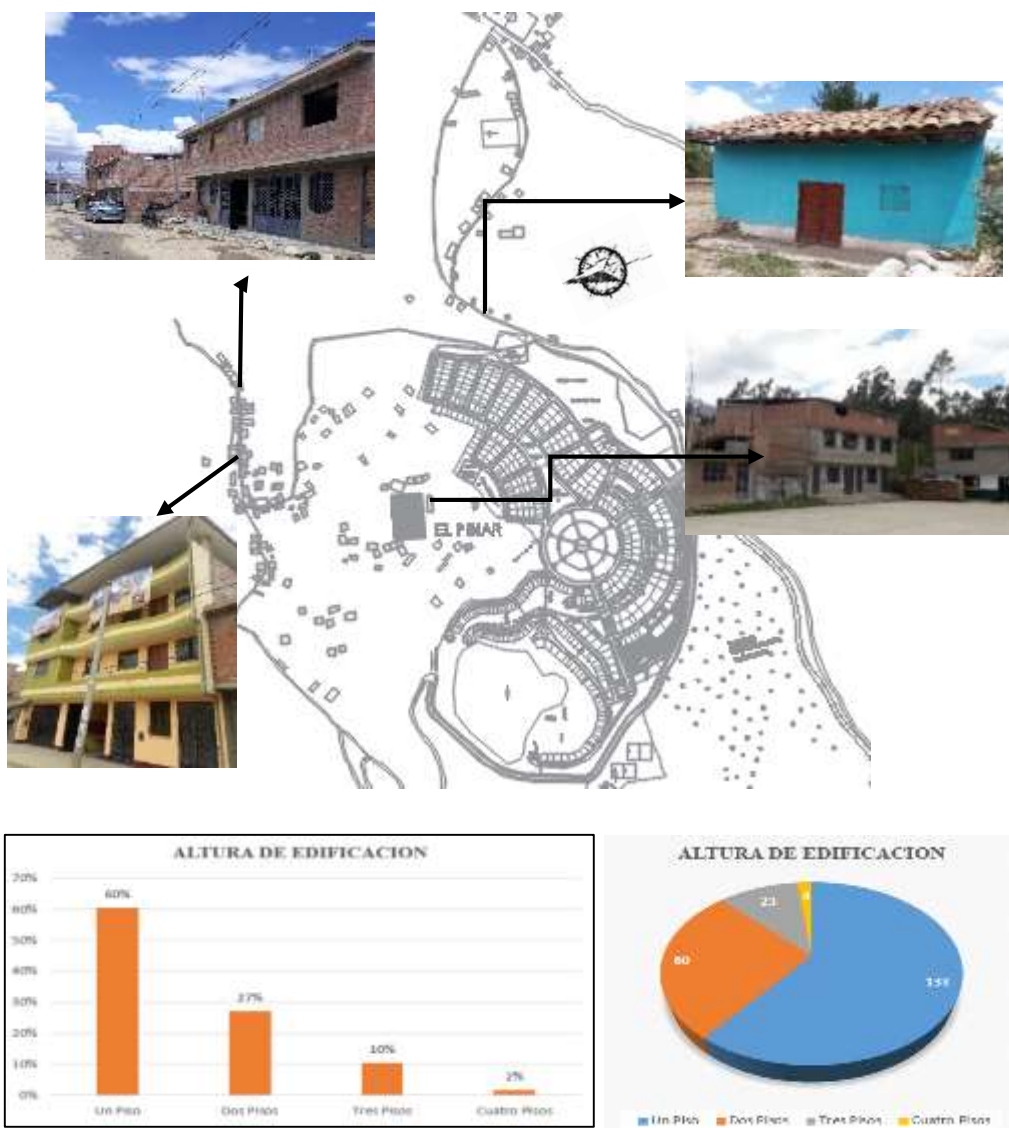 EL PINAR
ALTURA DE EDIFICACION
70%
60%
50%
40%
30%
20%
10%
0%
60%
27%
10%
2%
Un Piso
Dos Pisos
Tres Pisos
Cuatro Pisos
ALTURA DE EDIFICACION
23
60
Un Piso
Dos Pisos
Tres Pisos
Cuatro Pisos